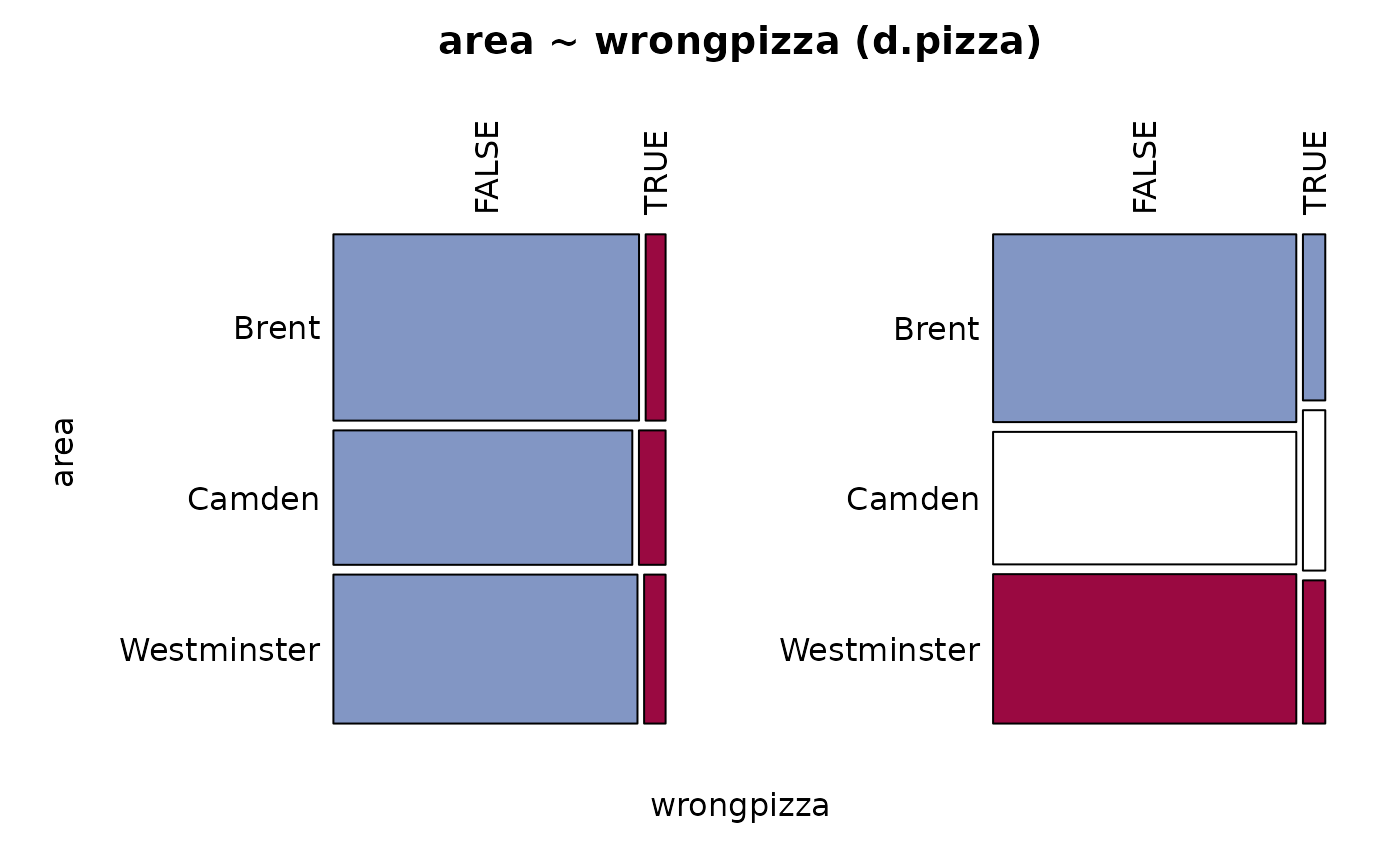 area ~ wrongpizza (d.pizza)
FALSE
TRUE
FALSE
TRUE
Brent
Camden
Westminster
Brent
Camden
Westminster
area
wrongpizza